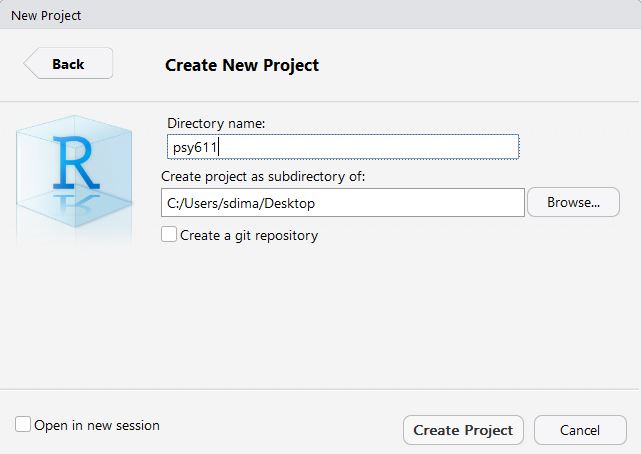 New Project
Back
Create New Project
R
Directory name:
psy611
Create project as subdirectory of:
C:/Users/sdima/Desktop
Browse...
Create a git repository
Open in new session
Create Project
Cancel